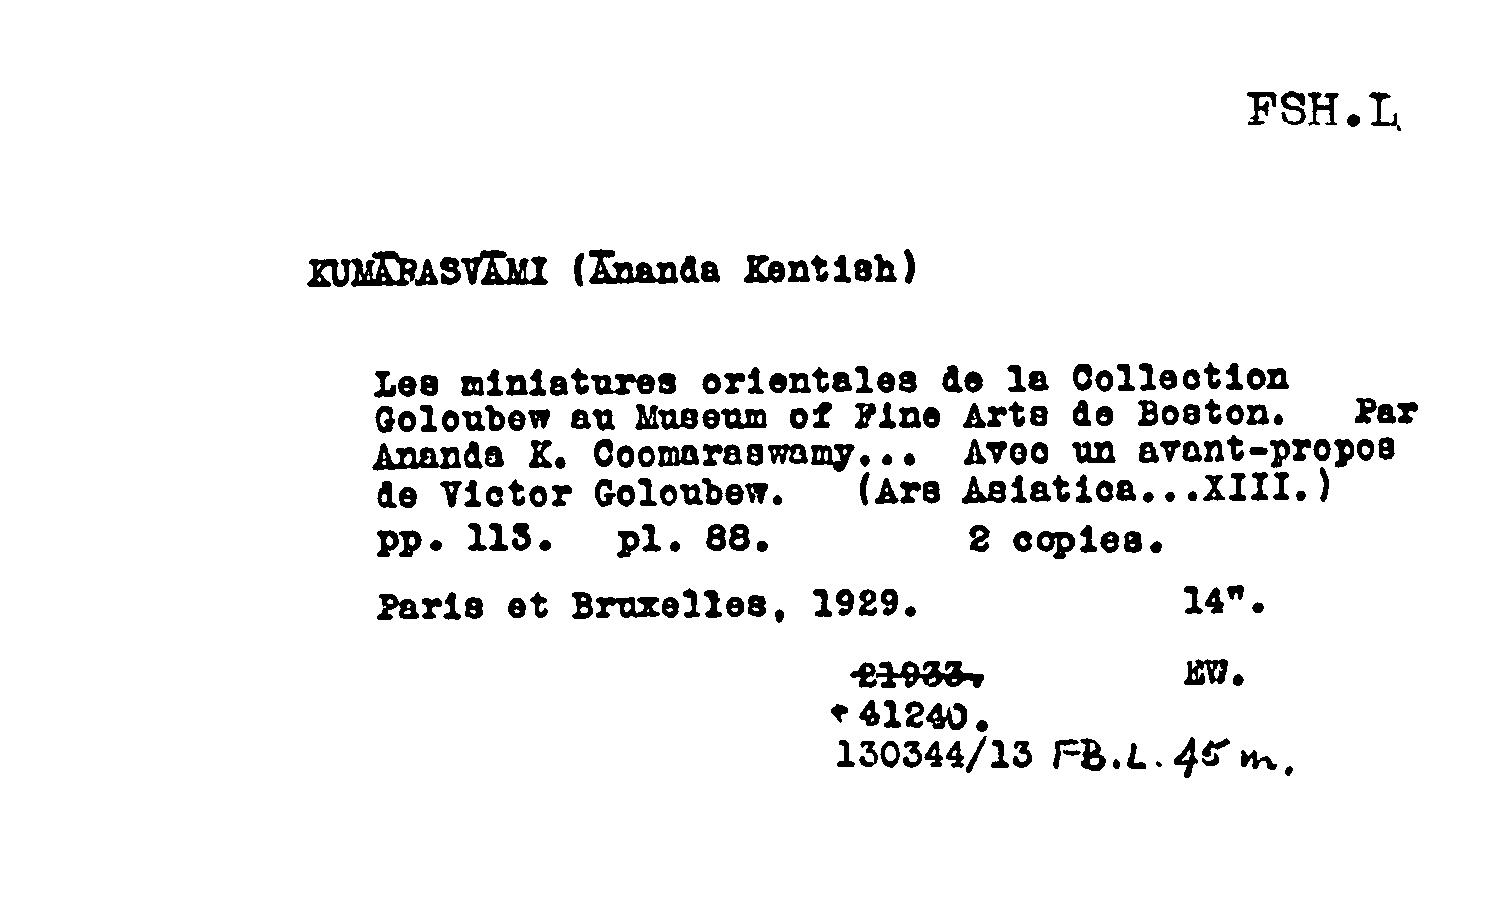 FSH.L
KUMĀRASVĀMI (Ānanda Kentish)
Les miniatures orientales de la Collection
Goloubew au Museum of Fine Arts de Boston. Par
Ananda K. Coomaraswamy... Avec un avant-propos
de Victor Goloubew. (Ars Asiatica...XIII.)
pp. 113. pl. 88. 2 copies.
Paris et Bruxelles, 1929. 14".
21933. EW.
41240.
130344/13 FB.L. 45 m.